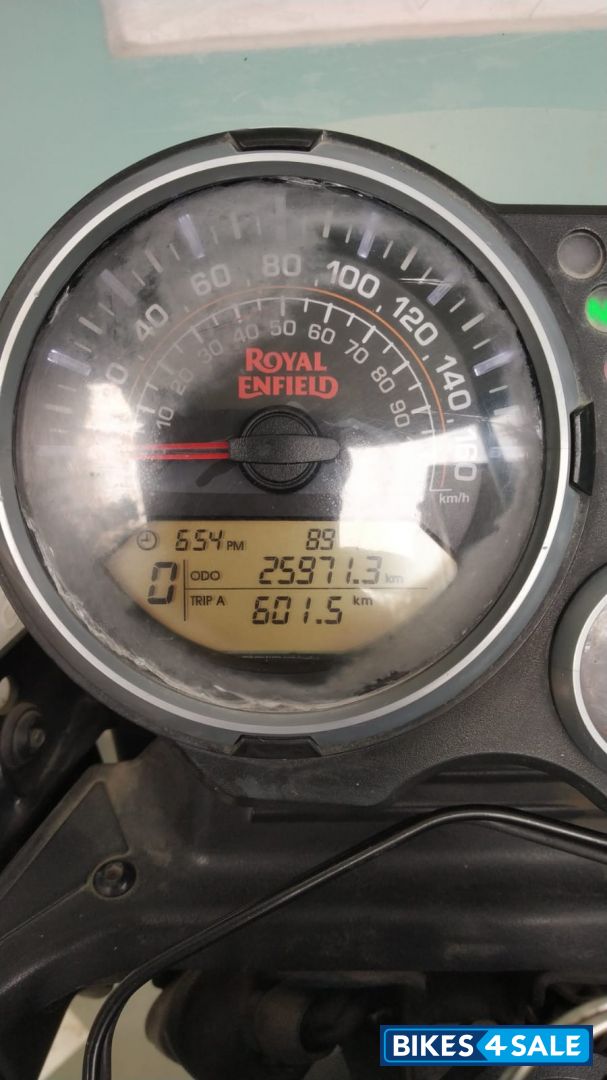 40 60 80 100 120 140 160
10 20 30 40 50 60 70 80 90
ROYAL
ENFIELD
km/h
6:54 PM 89
0 ODO 25971.3 km
TRIP A 601.5 km
BIKES4SALE